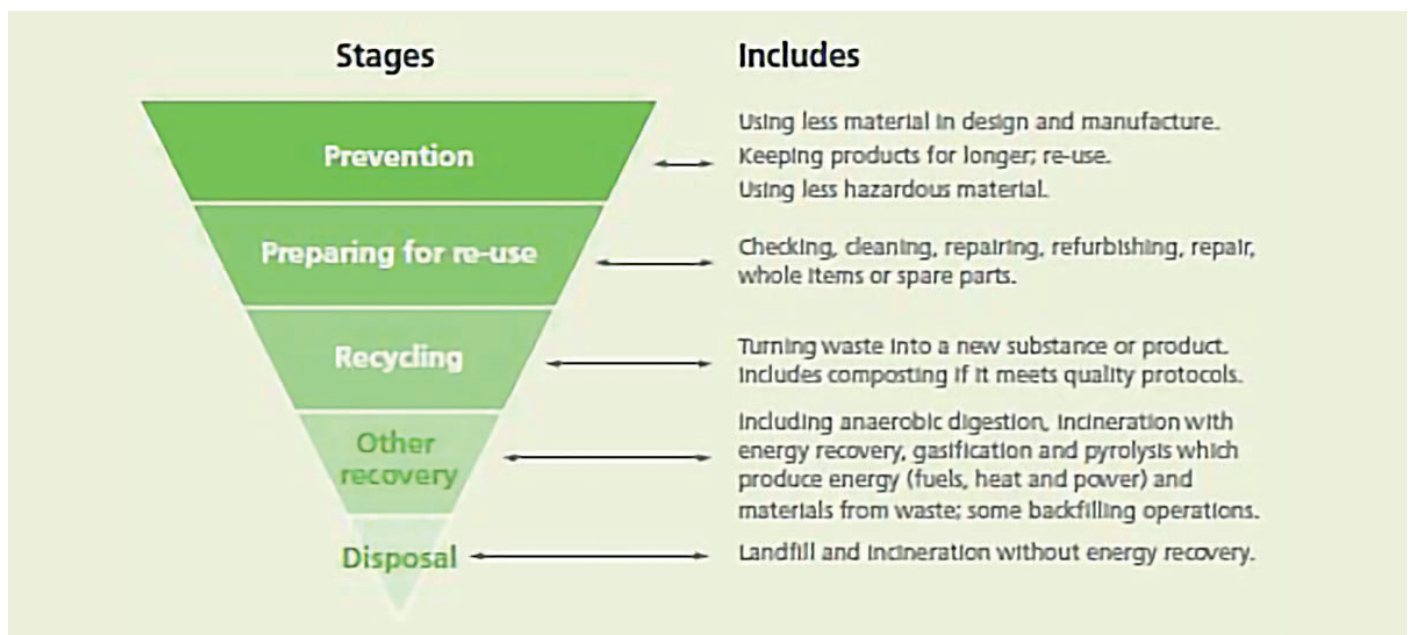 Stages
Includes
Prevention
Using less material in design and manufacture.
Keeping products for longer; re-use.
Using less hazardous material.
Preparing for re-use
Checking, cleaning, repairing, refurbishing, repair,
whole items or spare parts.
Recycling
Turning waste into a new substance or product.
Includes composting if it meets quality protocols.
Other
recovery
Including anaerobic digestion, incineration with
energy recovery, gasification and pyrolysis which
produce energy (fuels, heat and power) and
materials from waste; some backfilling operations.
Disposal
Landfill and incineration without energy recovery.